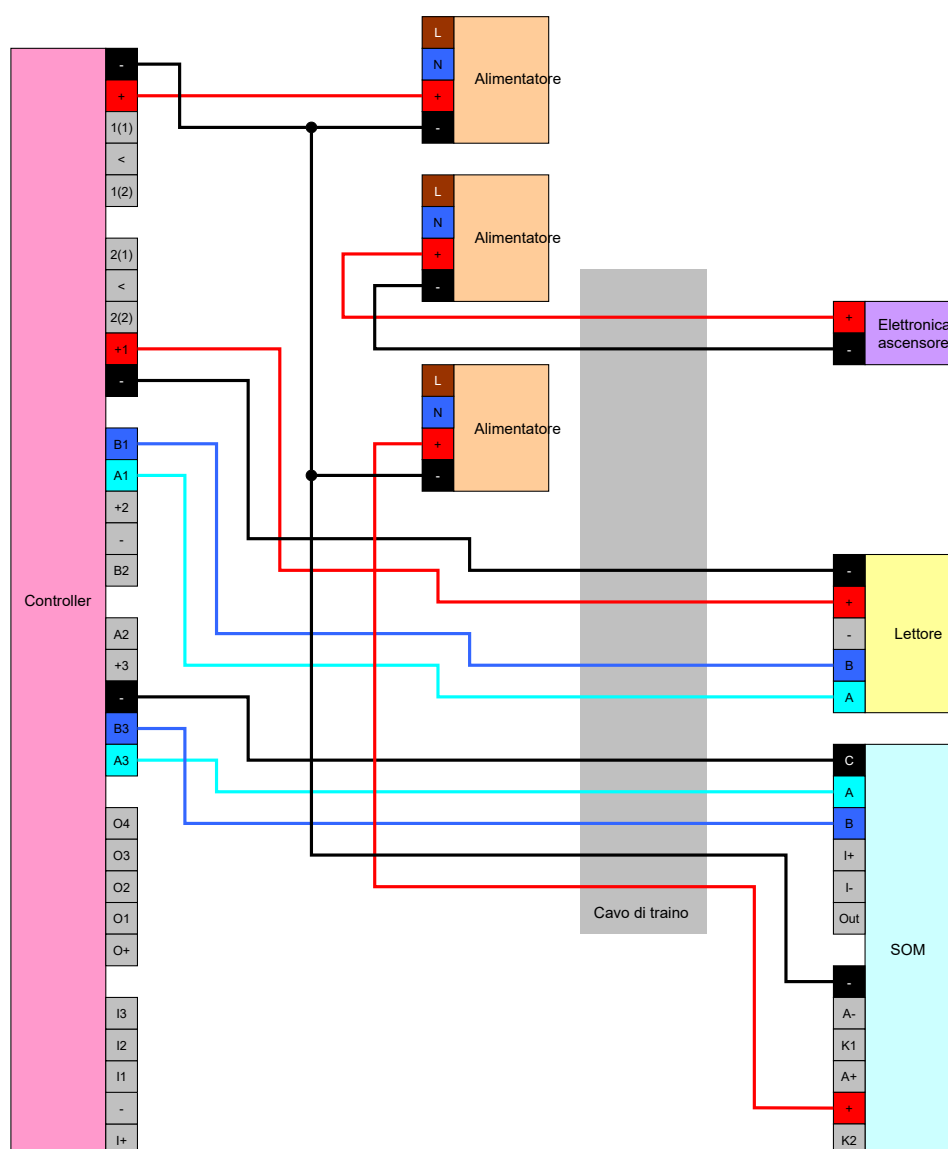 Controller
-
+
1(1)
<
1(2)
2(1)
<
2(2)
+1
-
B1
A1
+2
-
B2
A2
+3
-
B3
A3
O4
O3
O2
O1
O+
I3
I2
I1
-
I+
L
N
+
-
Alimentatore
L
N
+
-
Alimentatore
L
N
+
-
Alimentatore
Cavo di traino
+
-
Elettronica
ascensore
-
+
-
B
A
Lettore
C
A
B
I+
I-
Out
-
A-
K1
A+
+
K2
SOM